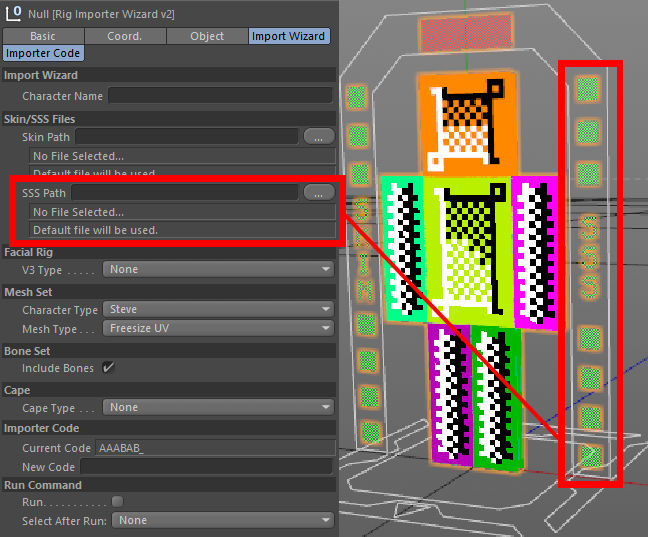 Null [Rig Importer Wizard v2]
Basic Coord. Object Import Wizard
Importer Code
Import Wizard
Character Name
Skin/SSS Files
Skin Path ...
No File Selected...
Default file will be used.
SSS Path ...
No File Selected...
Default file will be used.
Facial Rig
V3 Type . . . . . None
Mesh Set
Character Type Steve
Mesh Type . . . . Freesize UV
Bone Set
Include Bones
Cape
Cape Type . . . . None
Importer Code
Current Code AAABAB_
New Code
Run Command
Run. . . . . . . . . . .
Select After Run: None
SSS